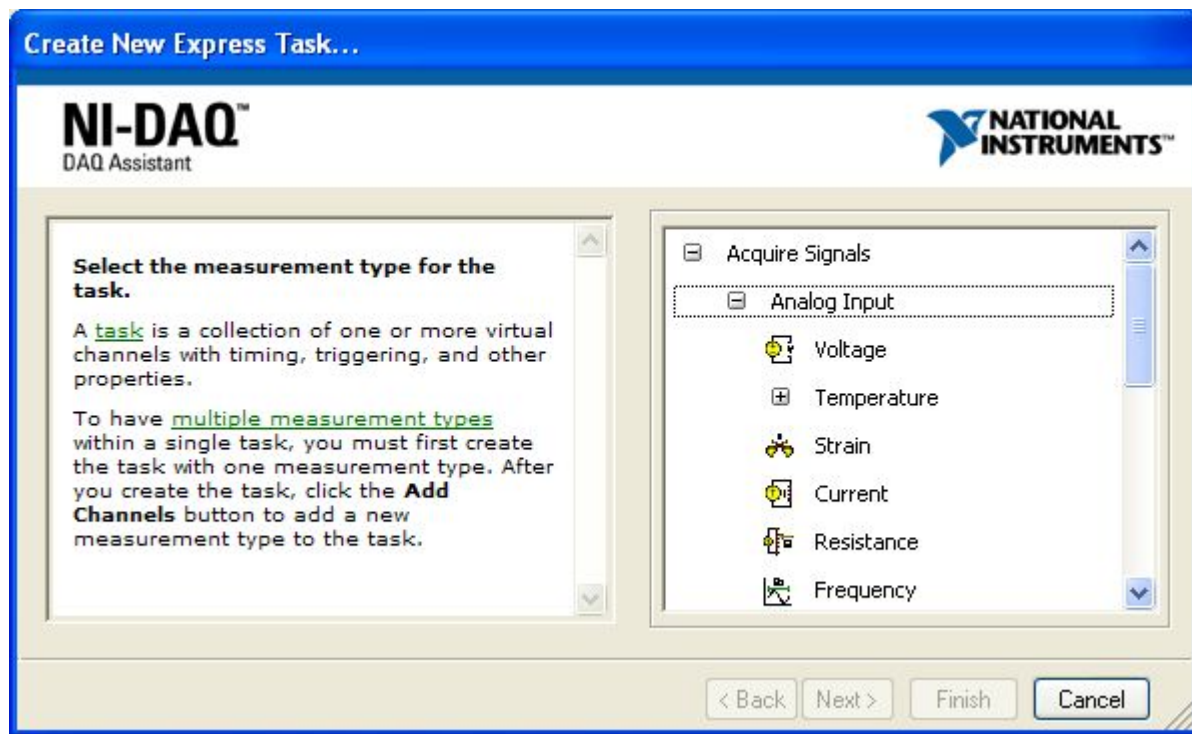 Create New Express Task...
NI-DAQ™
DAQ Assistant
NATIONAL
INSTRUMENTS™
Select the measurement type for the
task.
A task is a collection of one or more virtual
channels with timing, triggering, and other
properties.
To have multiple measurement types
within a single task, you must first create
the task with one measurement type. After
you create the task, click the Add
Channels button to add a new
measurement type to the task.
Acquire Signals
Analog Input
Voltage
Temperature
Strain
Current
Resistance
Frequency
< Back Next > Finish Cancel